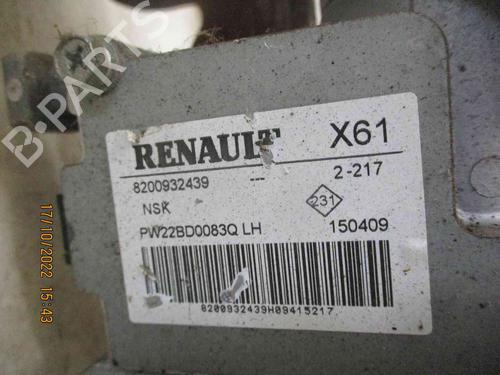 B-PARTS
RENAULT X61
8200932439 --- 2-217
NSK 231
PW22BD0083Q LH 150409
8200932439H09415217
17/10/2022 15:43